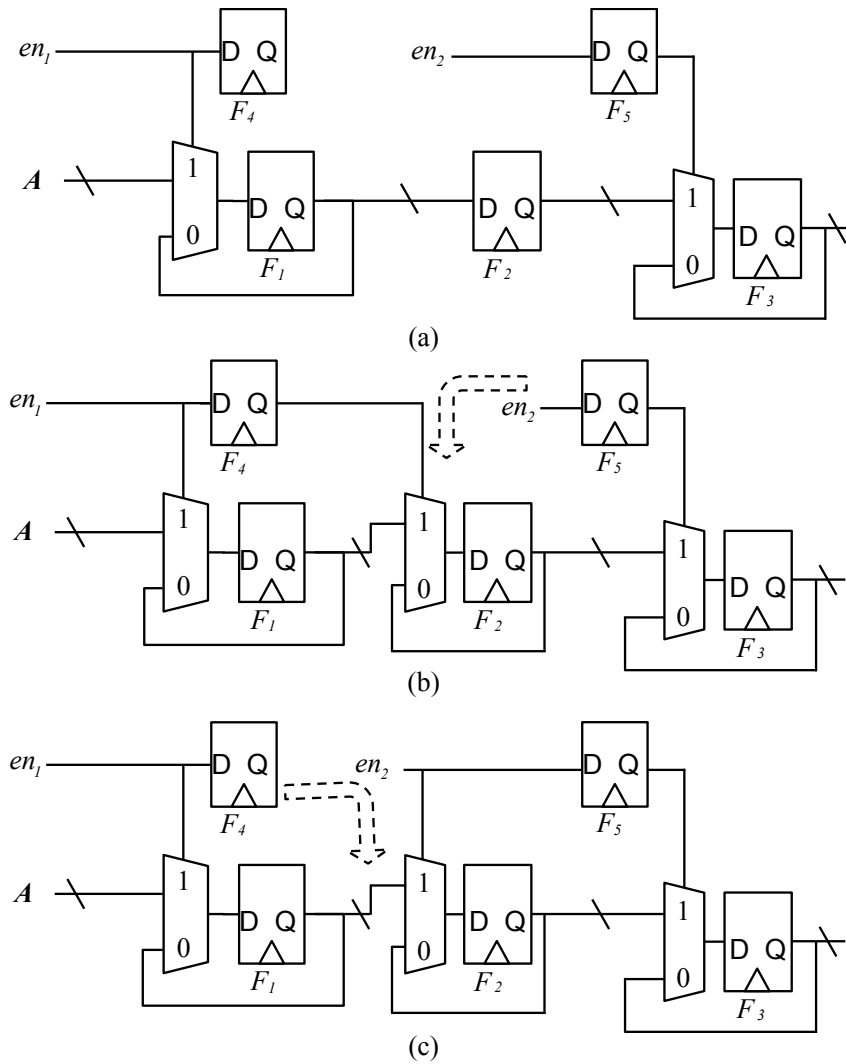 en₁ D Q F₄ en₂ D Q F₅
A 1 0 D Q F₁ D Q F₂ 1 0 D Q F₃
(a)
en₁ D Q F₄ en₂ D Q F₅
A 1 0 D Q F₁ 1 0 D Q F₂ 1 0 D Q F₃
(b)
en₁ D Q F₄ en₂ D Q F₅
A 1 0 D Q F₁ 1 0 D Q F₂ 1 0 D Q F₃
(c)